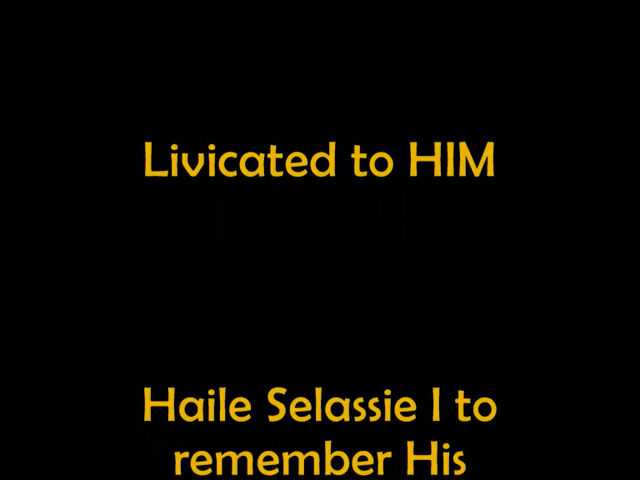 Livicated to HIM
Haile Selassie I to
remember His